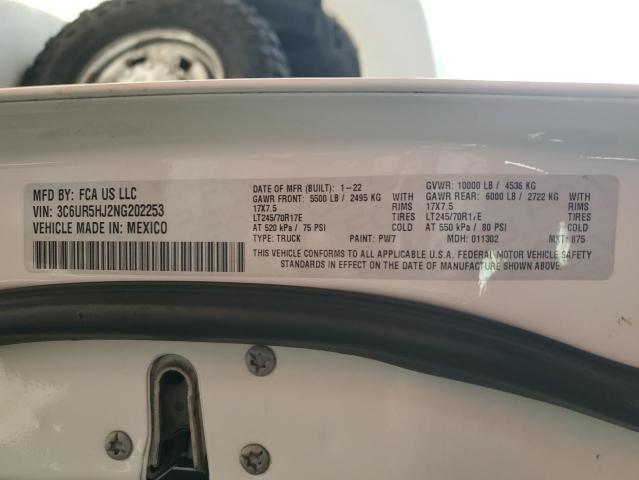 MFD BY: FCA US LLC
VIN: 3C6UR5HJ2NG202253
VEHICLE MADE IN: MEXICO
DATE OF MFR (BUILT): 1-22
GAWR FRONT: 5500 LB / 2495 KG WITH
17X7.5 RIMS
LT245/70R17E TIRES
AT 520 kPa / 75 PSI COLD
TYPE: TRUCK PAINT: PW7
GVWR: 10000 LB / 4536 KG
GAWR REAR: 6000 LB / 2722 KG WITH
17X7.5 RIMS
LT245/70R17E TIRES
AT 550 kPa / 80 PSI COLD
MDH: 011302 MKT: 875
THIS VEHICLE CONFORMS TO ALL APPLICABLE U.S.A. FEDERAL MOTOR VEHICLE SAFETY
STANDARDS IN EFFECT ON THE DATE OF MANUFACTURE SHOWN ABOVE